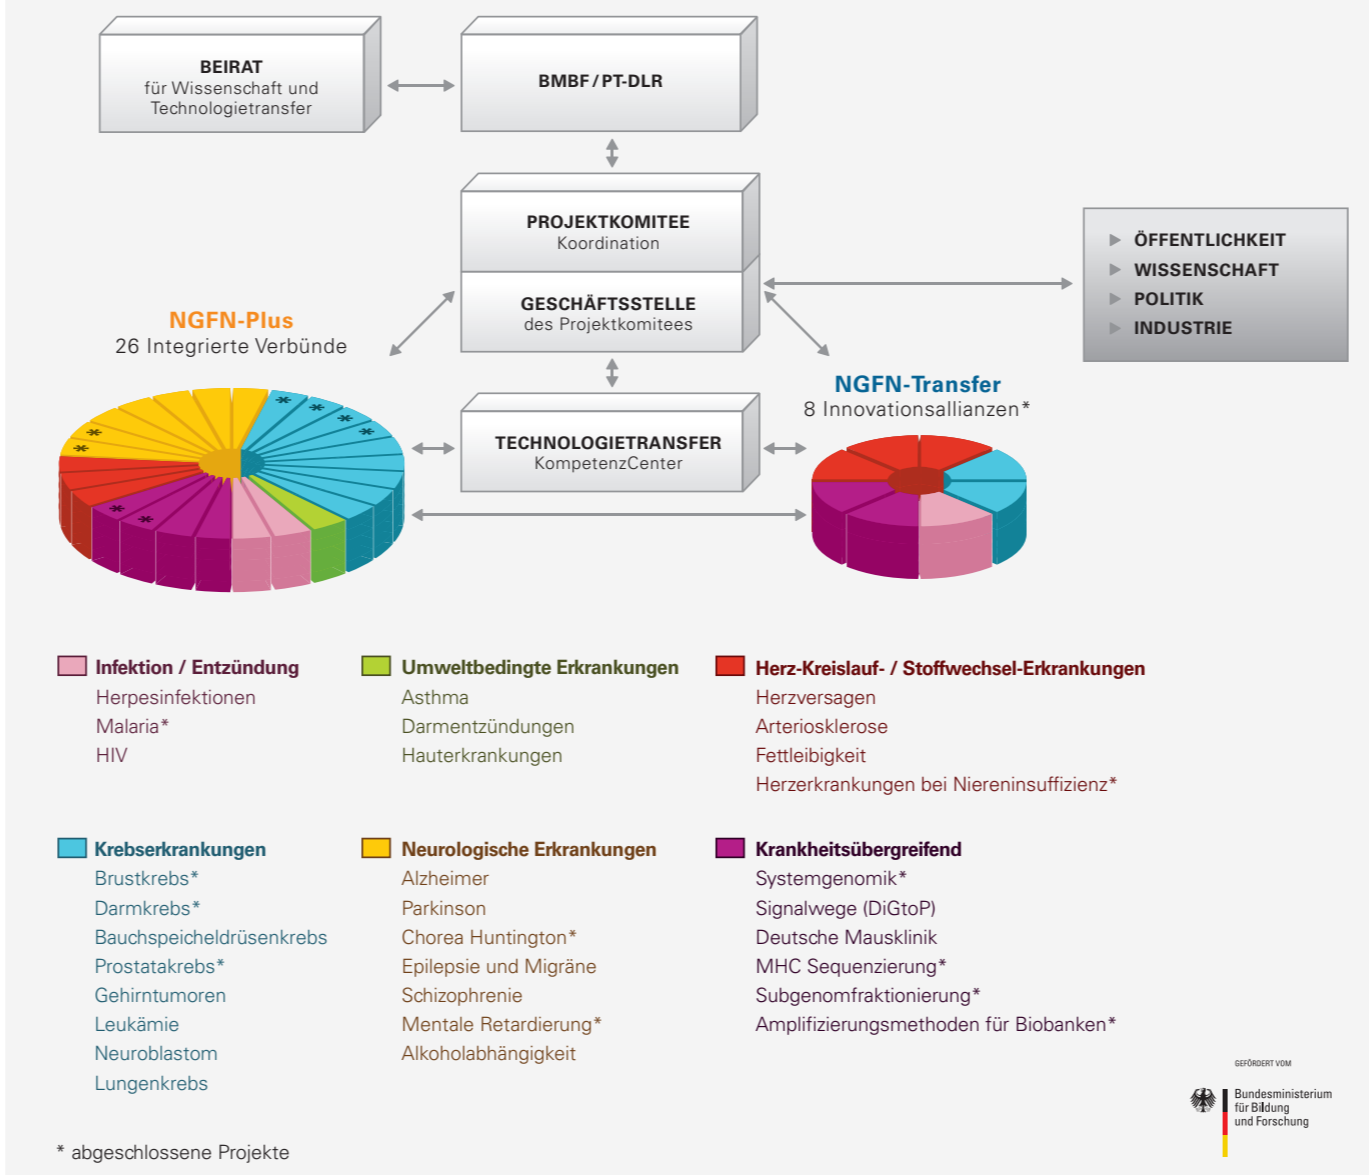 BEIRAT
für Wissenschaft und
Technologietransfer
BMBF / PT-DLR
PROJEKTKOMITEE
Koordination
GESCHÄFTSSTELLE
des Projektkomitees
ÖFFENTLICHKEIT
WISSENSCHAFT
POLITIK
INDUSTRIE
NGFN-Plus
26 Integrierte Verbünde
NGFN-Transfer
8 Innovationsallianzen*
TECHNOLOGIETRANSFER
KompetenzCenter
* * * *
* *
* *
Infektion / Entzündung
Herpesinfektionen
Malaria*
HIV
Umweltbedingte Erkrankungen
Asthma
Darmentzündungen
Hauterkrankungen
Herz-Kreislauf- / Stoffwechsel-Erkrankungen
Herzversagen
Arteriosklerose
Fettleibigkeit
Herzerkrankungen bei Niereninsuffizienz*
Krebserkrankungen
Brustkrebs*
Darmkrebs*
Bauchspeicheldrüsenkrebs
Prostatakrebs*
Gehirntumoren
Leukämie
Neuroblastom
Lungenkrebs
Neurologische Erkrankungen
Alzheimer
Parkinson
Chorea Huntington*
Epilepsie und Migräne
Schizophrenie
Mentale Retardierung*
Alkoholabhängigkeit
Krankheitsübergreifend
Systemgenomik*
Signalwege (DiGtoP)
Deutsche Mausklinik
MHC Sequenzierung*
Subgenomfraktionierung*
Amplifizierungsmethoden für Biobanken*
GEFÖRDERT VOM
Bundesministerium
für Bildung
und Forschung
* abgeschlossene Projekte